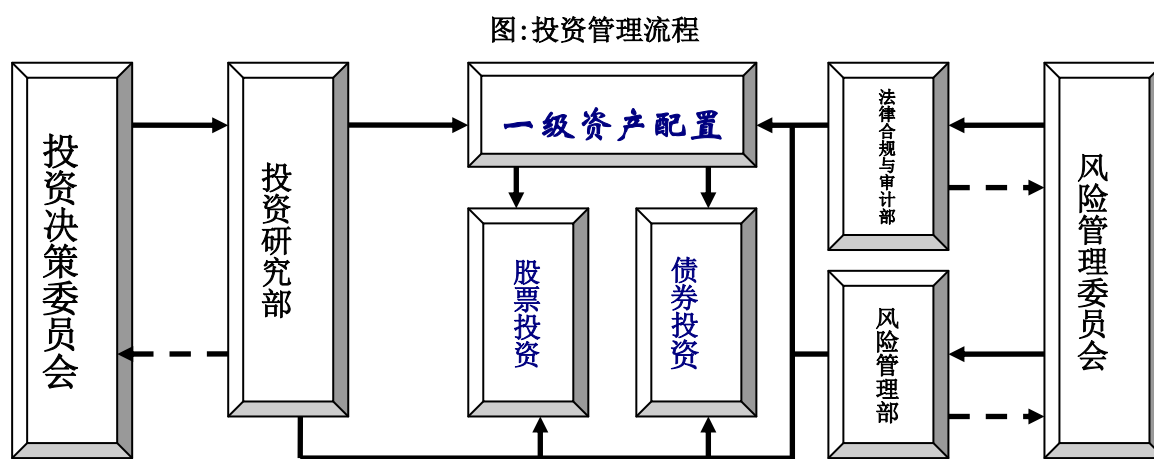 图:投资管理流程
投资决策委员会
投资研究部
一级资产配置
股票投资
债券投资
法律合规与审计部
风险管理部
风险管理委员会